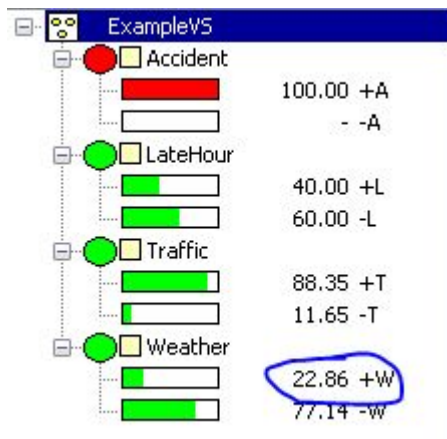 ExampleVS
Accident
100.00 +A
- -A
LateHour
40.00 +L
60.00 -L
Traffic
88.35 +T
11.65 -T
Weather
22.86 +W
77.14 -W